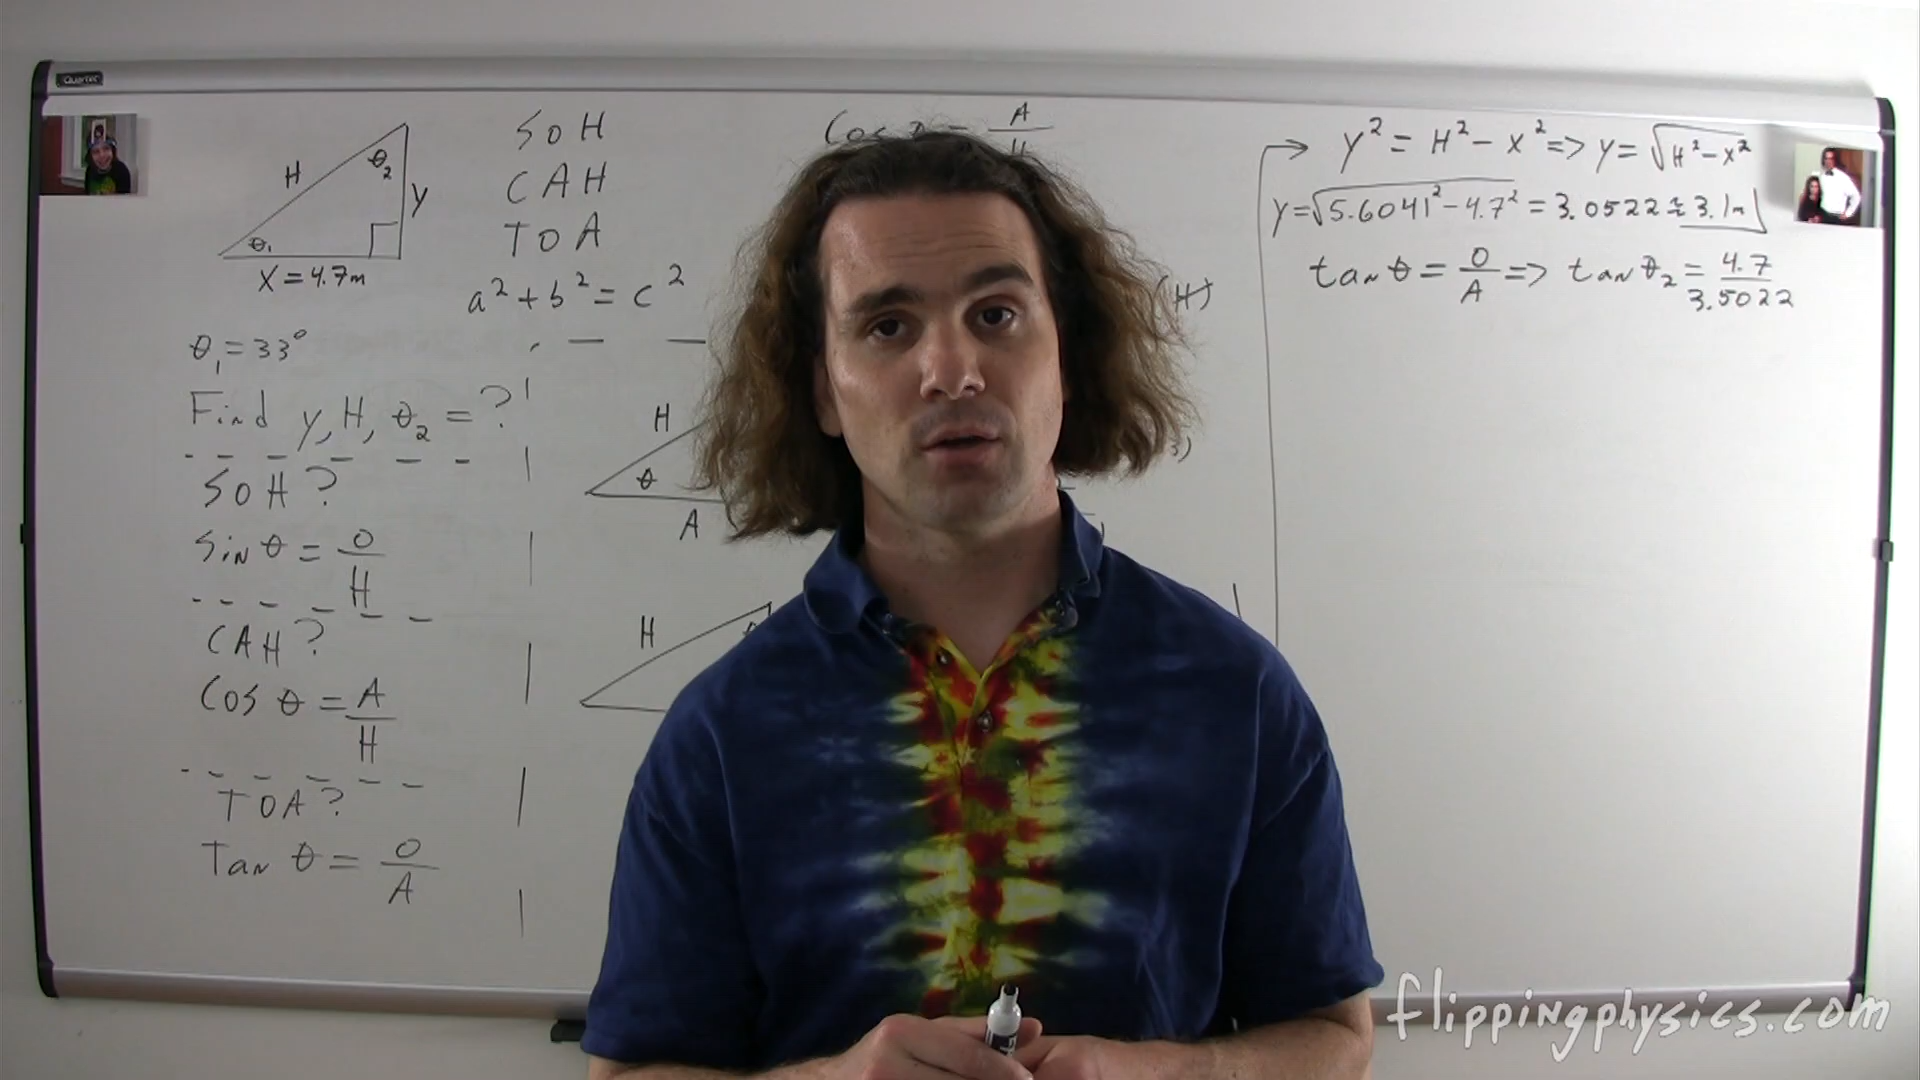 Quartet
H
θ₂
y
θ₁
x = 4.7m
θ₁ = 33°
Find y, H, θ₂ = ?
SOH?
Sin θ = O/H
CAH?
Cos θ = A/H
TOA?
Tan θ = O/A
SOH
CAH
TOA
a² + b² = c²
H
θ
A
H
Cos = A/H
(H)
y² = H² - x² => y = √H² - x²
y = √5.6041² - 4.7² = 3.0522 ≈ 3.1m
tan θ = O/A => tan θ₂ = 4.7/3.5022
flippingphysics.com